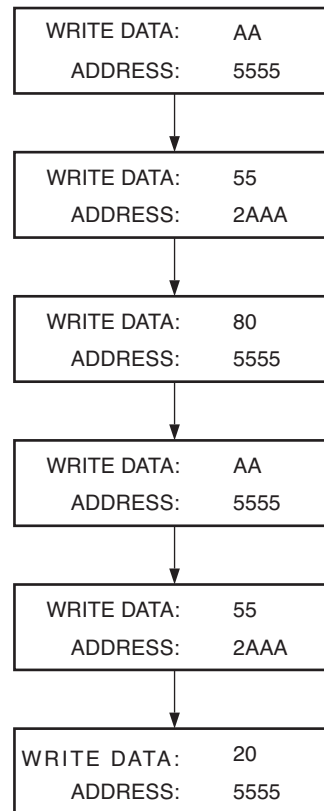 WRITE DATA: AA
ADDRESS: 5555
WRITE DATA: 55
ADDRESS: 2AAA
WRITE DATA: 80
ADDRESS: 5555
WRITE DATA: AA
ADDRESS: 5555
WRITE DATA: 55
ADDRESS: 2AAA
WRITE DATA: 20
ADDRESS: 5555